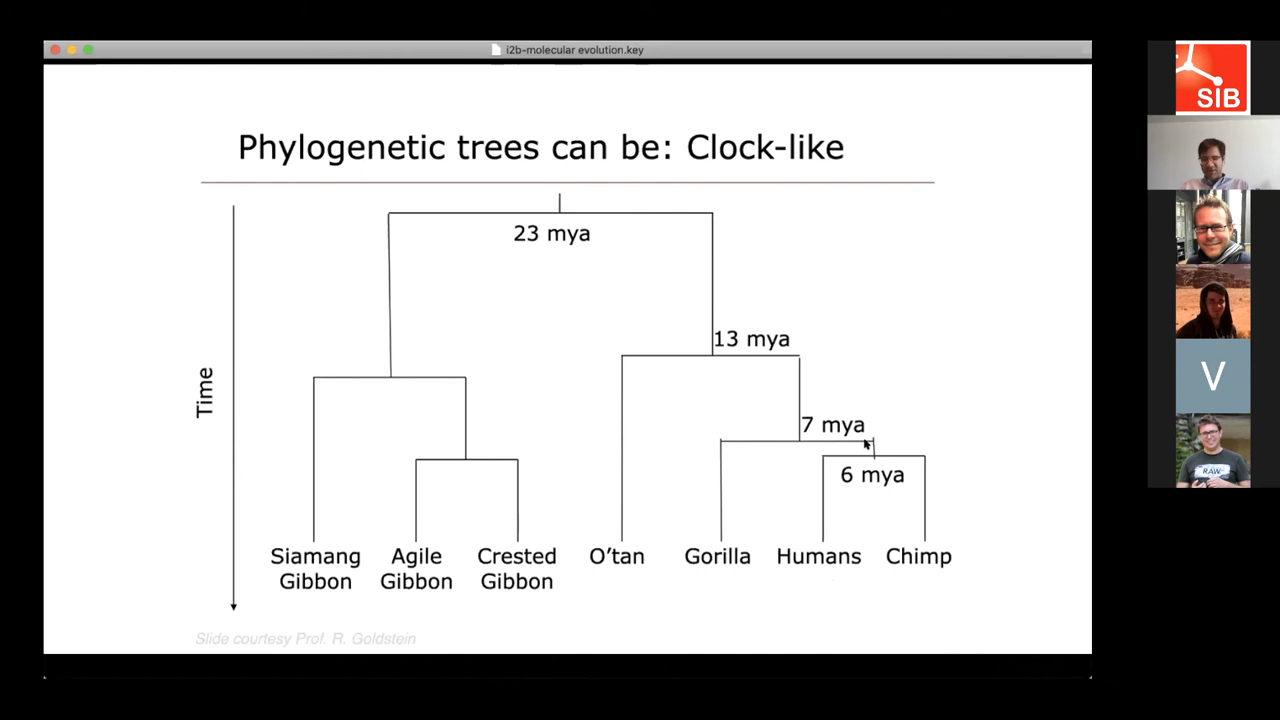 i2b-molecular evolution.key
SIB
Phylogenetic trees can be: Clock-like
23 mya
13 mya
Time
7 mya
6 mya
V
RAW
Siamang Gibbon
Agile Gibbon
Crested Gibbon
O'tan
Gorilla
Humans
Chimp
Slide courtesy Prof. R. Goldstein